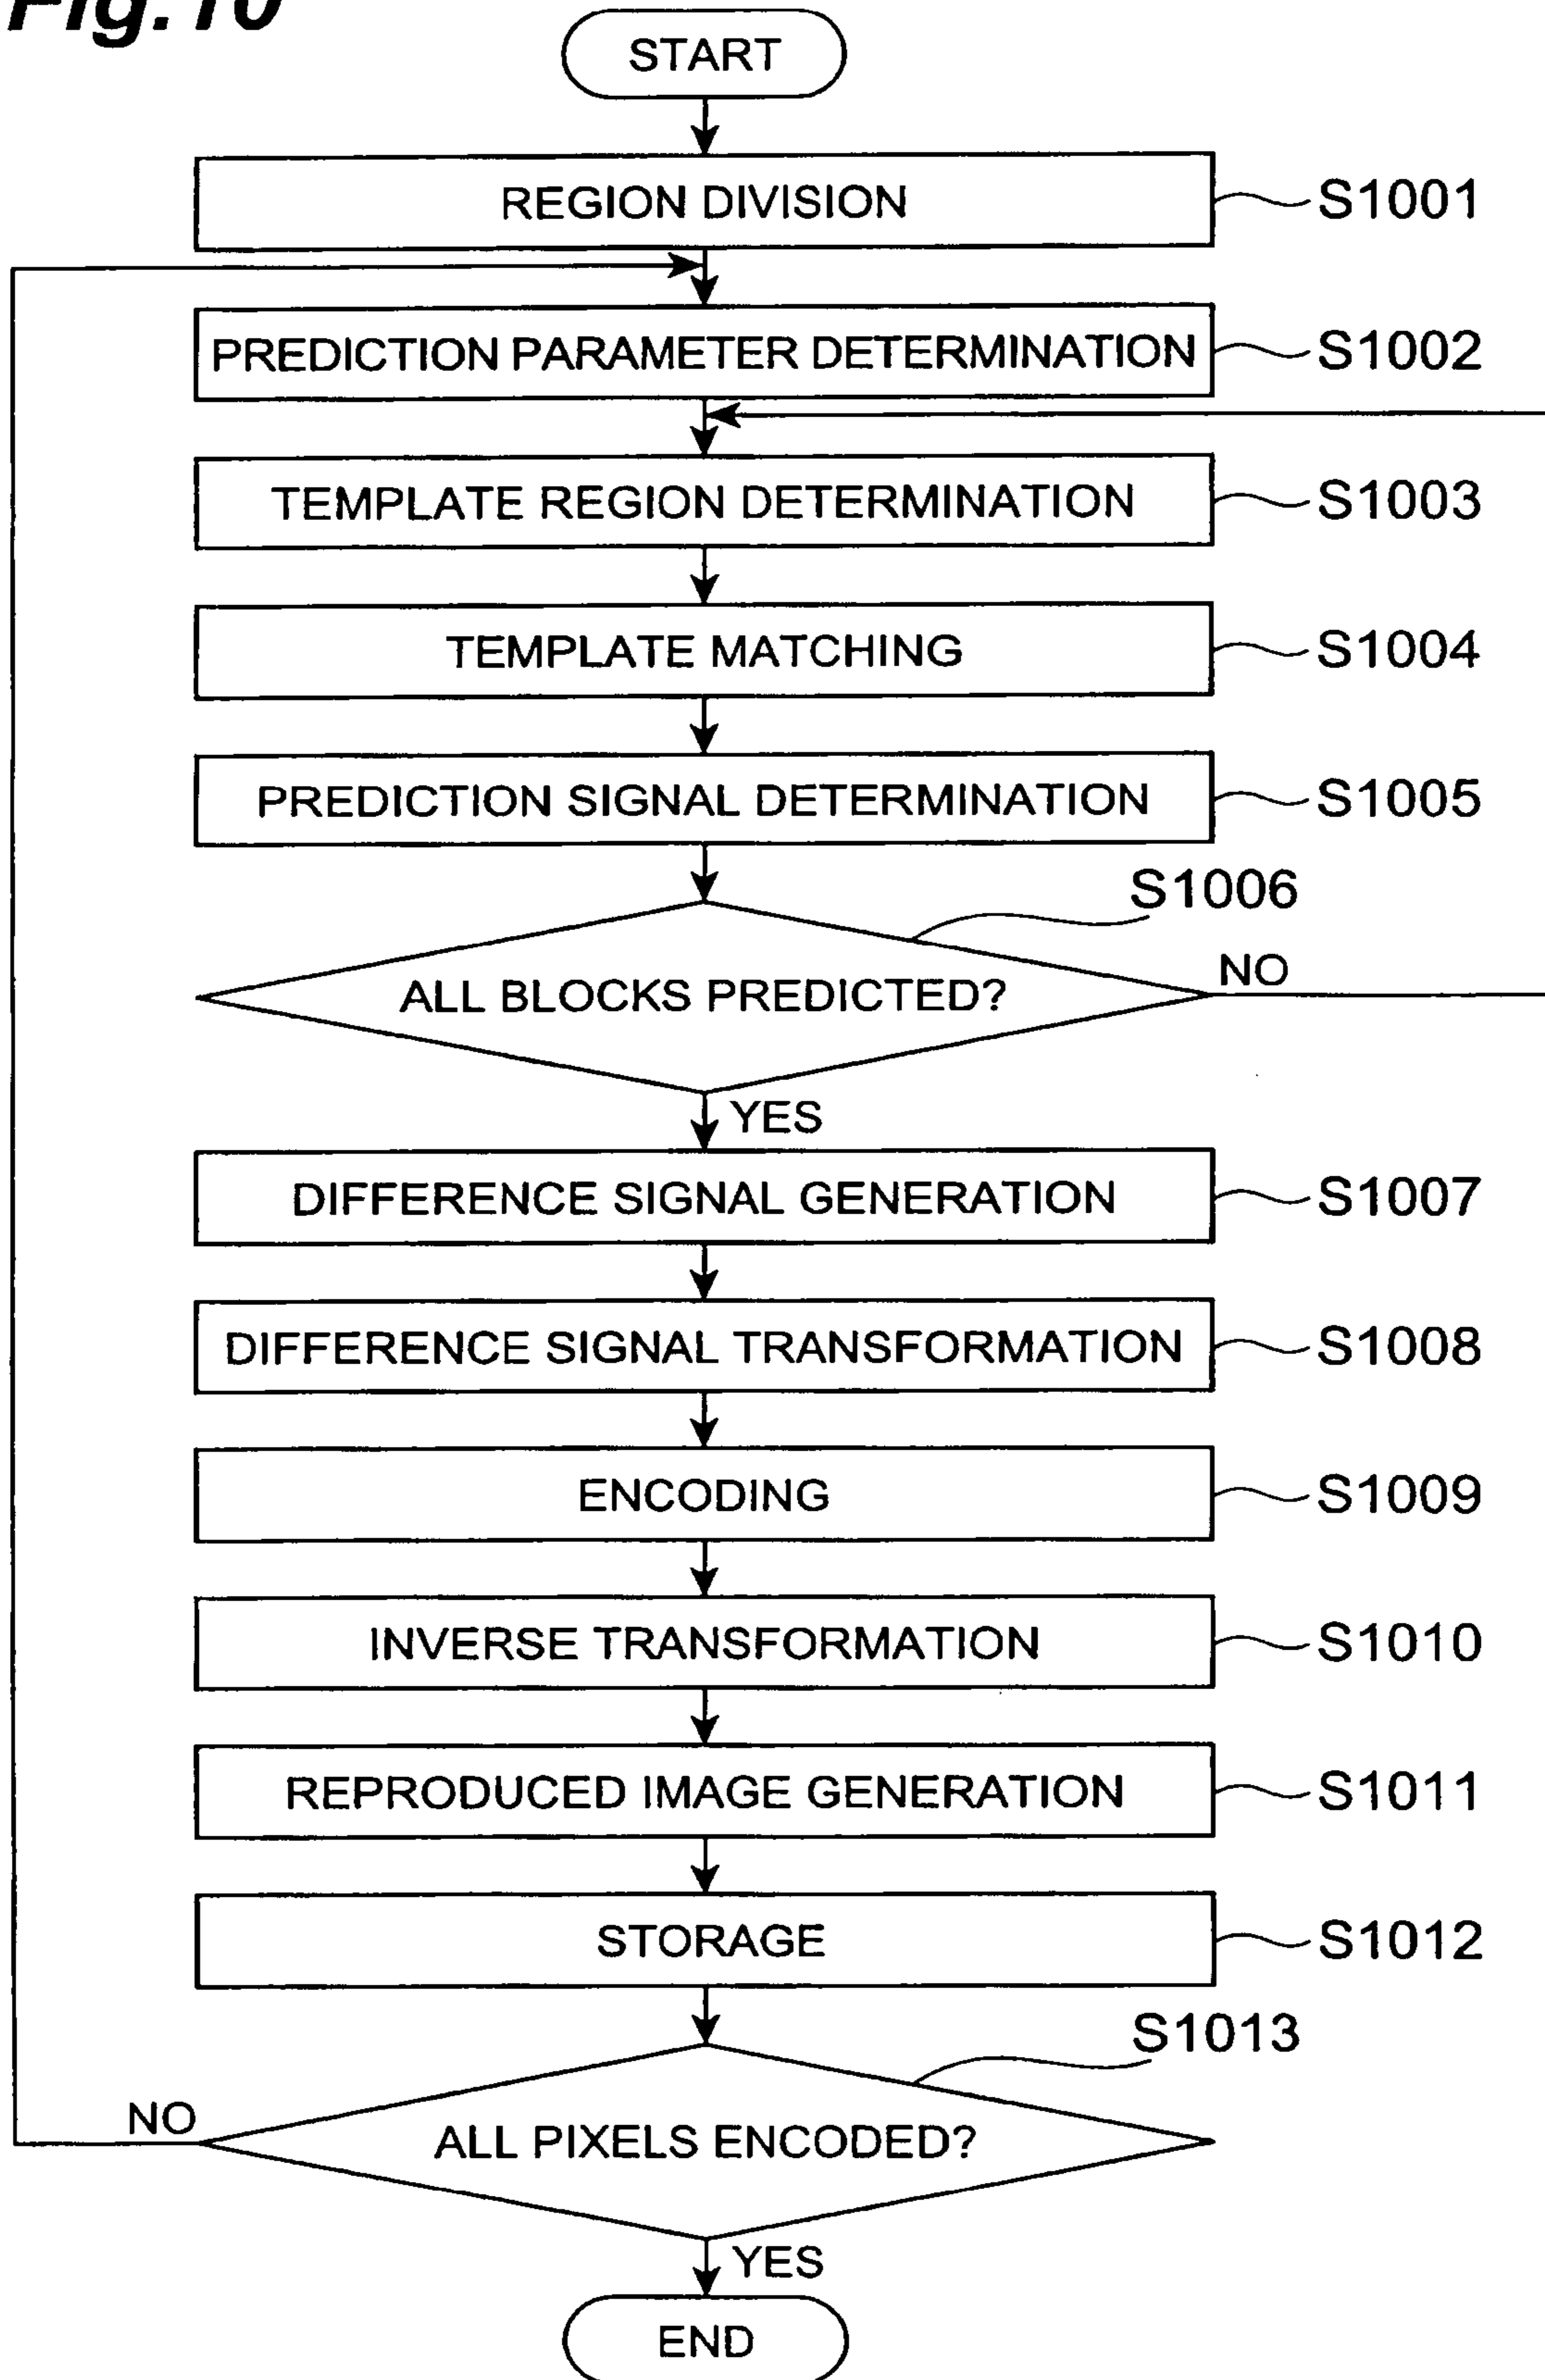 Fig.10
START
REGION DIVISION
S1001
PREDICTION PARAMETER DETERMINATION
S1002
TEMPLATE REGION DETERMINATION
S1003
TEMPLATE MATCHING
S1004
PREDICTION SIGNAL DETERMINATION
S1005
S1006
ALL BLOCKS PREDICTED?
NO
YES
DIFFERENCE SIGNAL GENERATION
S1007
DIFFERENCE SIGNAL TRANSFORMATION
S1008
ENCODING
S1009
INVERSE TRANSFORMATION
S1010
REPRODUCED IMAGE GENERATION
S1011
STORAGE
S1012
S1013
NO
ALL PIXELS ENCODED?
YES
END